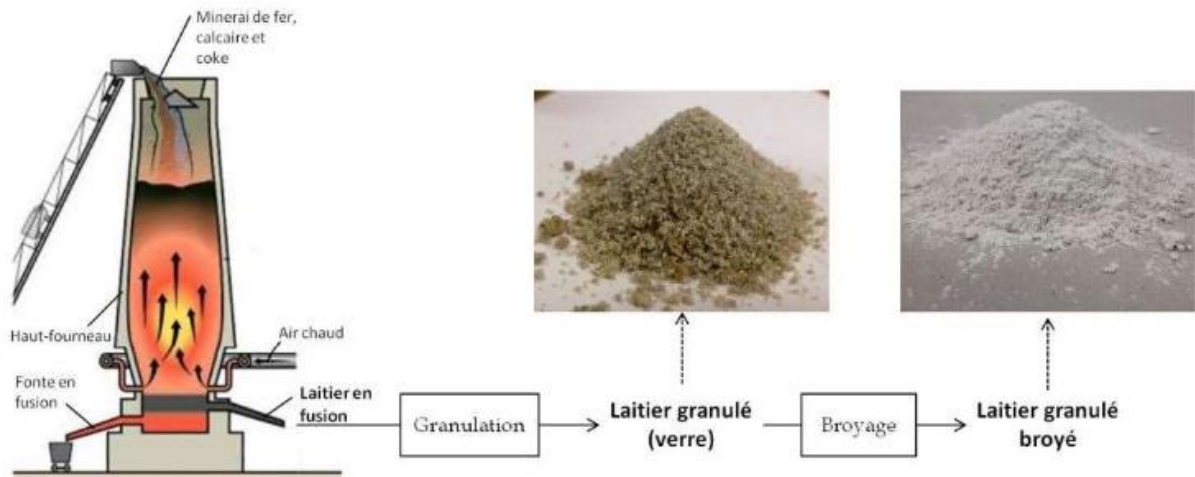 Minerai de fer,
calcaire et
coke
Haut-fourneau
Air chaud
Fonte en
fusion
Laitier en
fusion
Granulation
Laitier granulé
(verre)
Broyage
Laitier granulé
broyé